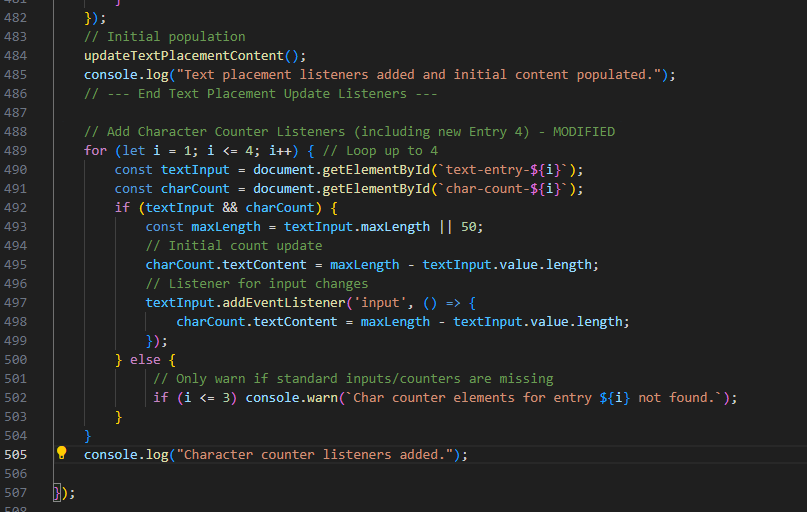 481 }
482 });
483 // Initial population
484 updateTextPlacementContent();
485 console.log("Text placement listeners added and initial content populated.");
486 // --- End Text Placement Update Listeners ---
487
488 // Add Character Counter Listeners (including new Entry 4) - MODIFIED
489 for (let i = 1; i <= 4; i++) { // Loop up to 4
490 const textInput = document.getElementById(`text-entry-${i}`);
491 const charCount = document.getElementById(`char-count-${i}`);
492 if (textInput && charCount) {
493 const maxLength = textInput.maxLength || 50;
494 // Initial count update
495 charCount.textContent = maxLength - textInput.value.length;
496 // Listener for input changes
497 textInput.addEventListener('input', () => {
498 charCount.textContent = maxLength - textInput.value.length;
499 });
500 } else {
501 // Only warn if standard inputs/counters are missing
502 if (i <= 3) console.warn(`Char counter elements for entry ${i} not found.`);
503 }
504 }
505 console.log("Character counter listeners added.");
506
507 });
508